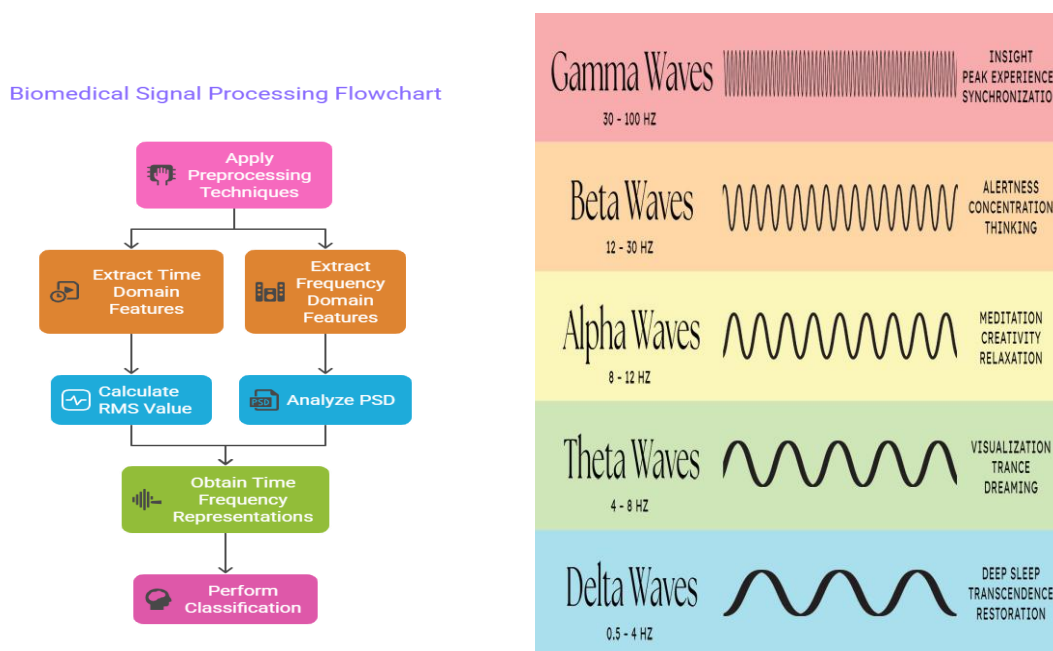 Biomedical Signal Processing Flowchart
Apply
Preprocessing
Techniques
Extract Time
Domain
Features
Extract
Frequency
Domain
Features
Calculate
RMS Value
PSD
Analyze PSD
Obtain Time
Frequency
Representations
Perform
Classification
Gamma Waves
30 - 100 HZ
INSIGHT
PEAK EXPERIENCE
SYNCHRONIZATIO
Beta Waves
12 - 30 HZ
ALERTNESS
CONCENTRATION
THINKING
Alpha Waves
8 - 12 HZ
MEDITATION
CREATIVITY
RELAXATION
Theta Waves
4 - 8 HZ
VISUALIZATION
TRANCE
DREAMING
Delta Waves
0.5 - 4 HZ
DEEP SLEEP
TRANSCENDENCE
RESTORATION